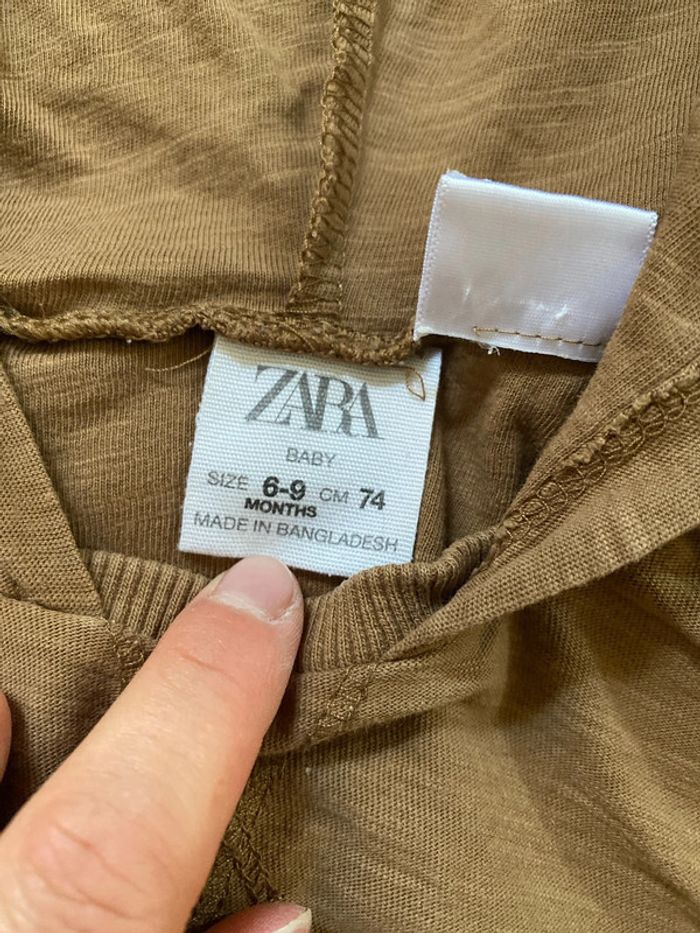 ZARA
BABY
SIZE 6-9 CM 74
MONTHS
MADE IN BANGLADESH